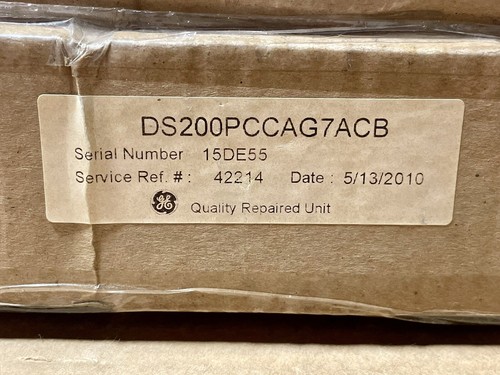 DS200PCCAG7ACB
Serial Number 15DE55
Service Ref. # : 42214 Date : 5/13/2010
GE Quality Repaired Unit